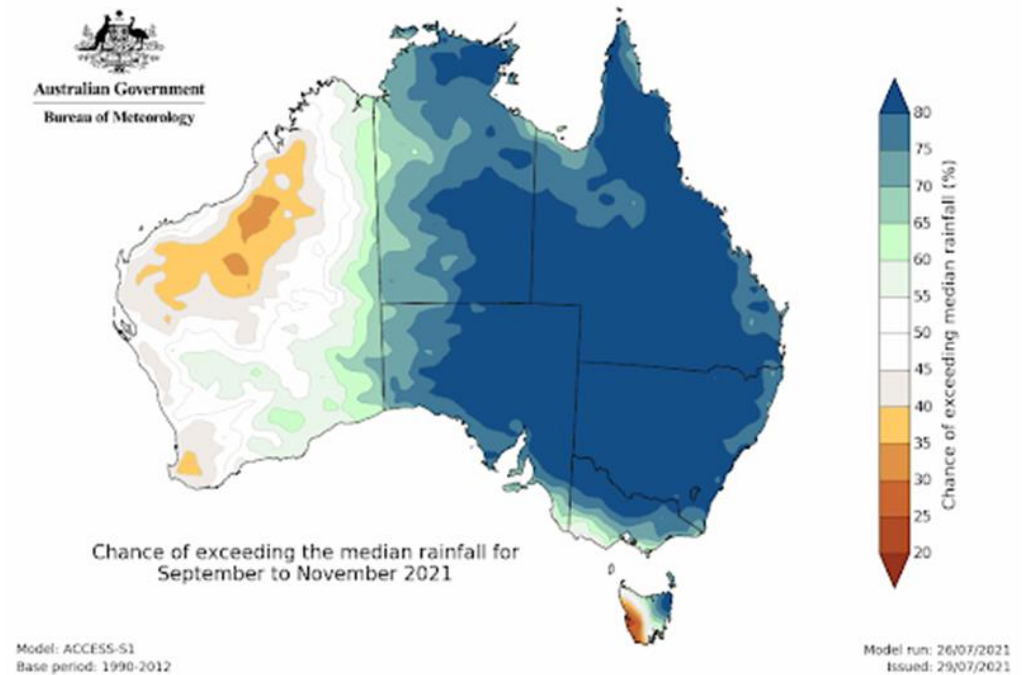 Australian Government
Bureau of Meteorology
80
75
70
65
60
55
50
45
40
35
30
25
20
Chance of exceeding median rainfall (%)
Chance of exceeding the median rainfall for
September to November 2021
Model: ACCESS-S1
Base period: 1990-2012
Model run: 26/07/2021
Issued: 29/07/2021